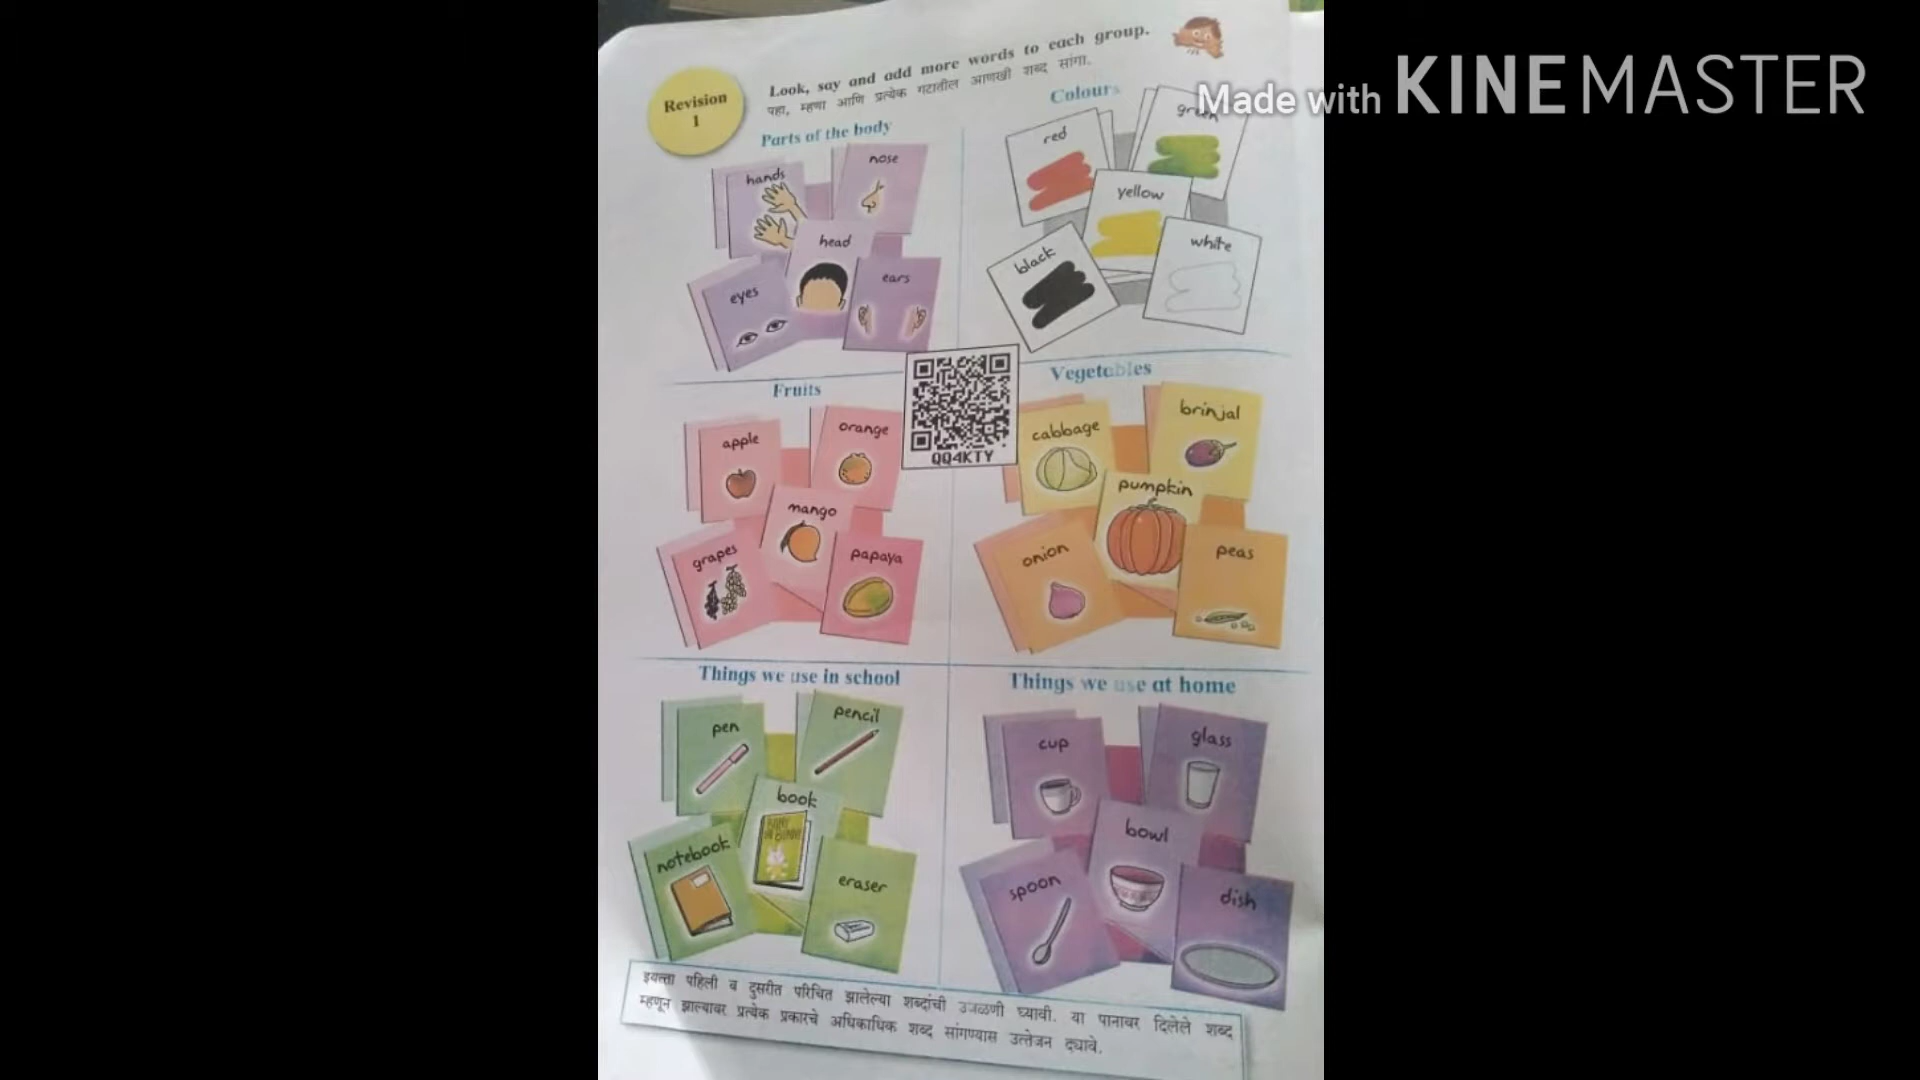 Made with KINEMASTER
Revision
1
Look, say and add more words to each group.
पहा, म्हणा आणि प्रत्येक गटातील आणखी शब्द सांगा.
Parts of the body
hands
nose
head
eyes
ears
Colours
red
green
yellow
black
white
Fruits
apple
orange
mango
grapes
papaya
QQ4KTY
Vegetables
cabbage
brinjal
pumpkin
onion
peas
Things we use in school
pen
pencil
book
notebook
eraser
Things we use at home
cup
glass
bowl
spoon
dish
इयत्ता पहिली व दुसरीत परिचित झालेल्या शब्दांची उजळणी घ्यावी. या पानावर दिलेले शब्द
म्हणून झाल्यावर प्रत्येक प्रकारचे अधिकाधिक शब्द सांगण्यास उत्तेजन द्यावे.